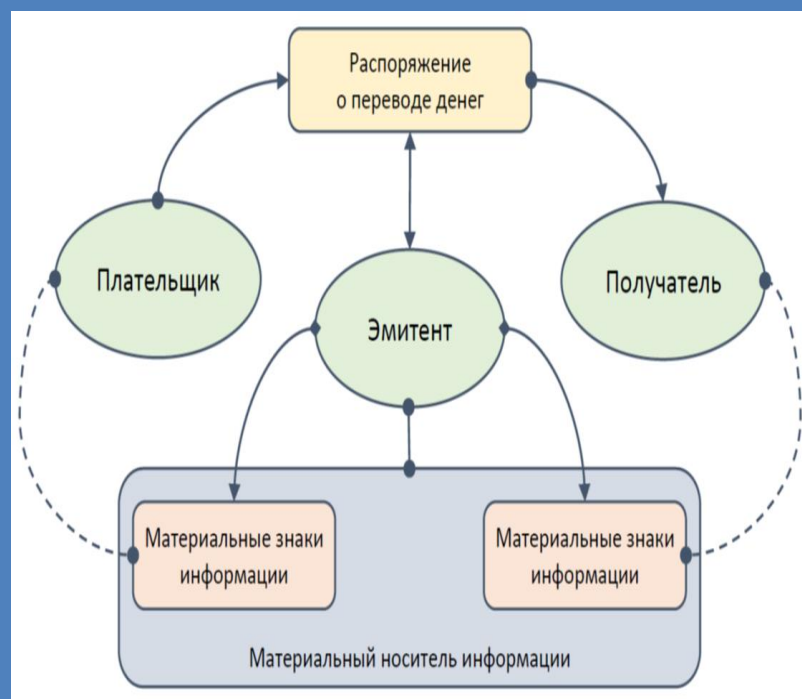 Распоряжение
о переводе денег
Плательщик
Эмитент
Получатель
Материальные знаки
информации
Материальные знаки
информации
Материальный носитель информации